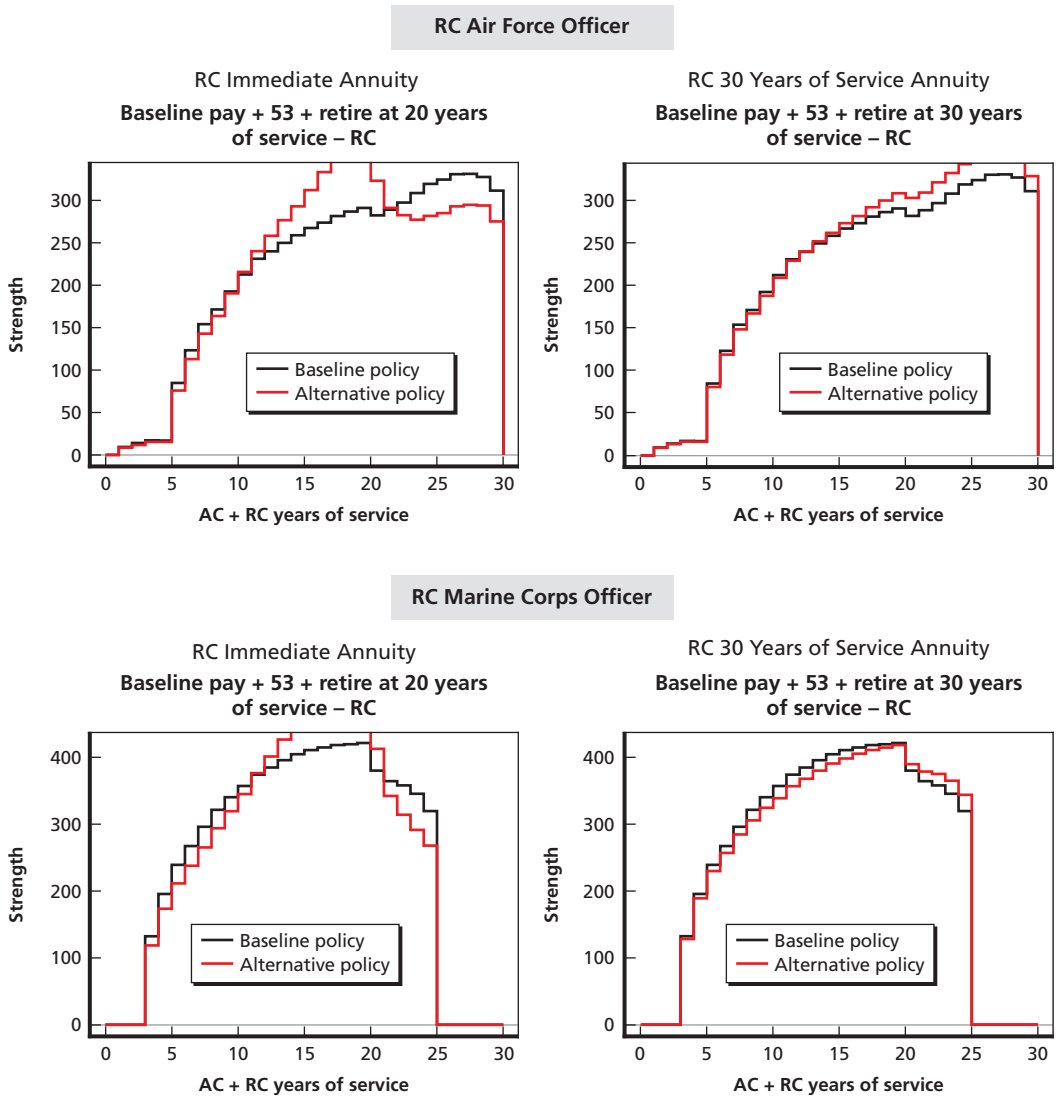 RC Air Force Officer
RC Immediate Annuity
Baseline pay + 53 + retire at 20 years
of service – RC
Strength
300
250
200
150
100
50
0
Baseline policy
Alternative policy
0 5 10 15 20 25 30
AC + RC years of service
RC 30 Years of Service Annuity
Baseline pay + 53 + retire at 30 years
of service – RC
Strength
300
250
200
150
100
50
0
Baseline policy
Alternative policy
0 5 10 15 20 25 30
AC + RC years of service
RC Marine Corps Officer
RC Immediate Annuity
Baseline pay + 53 + retire at 20 years
of service – RC
Strength
400
300
200
100
0
Baseline policy
Alternative policy
0 5 10 15 20 25 30
AC + RC years of service
RC 30 Years of Service Annuity
Baseline pay + 53 + retire at 30 years
of service – RC
Strength
400
300
200
100
0
Baseline policy
Alternative policy
0 5 10 15 20 25 30
AC + RC years of service